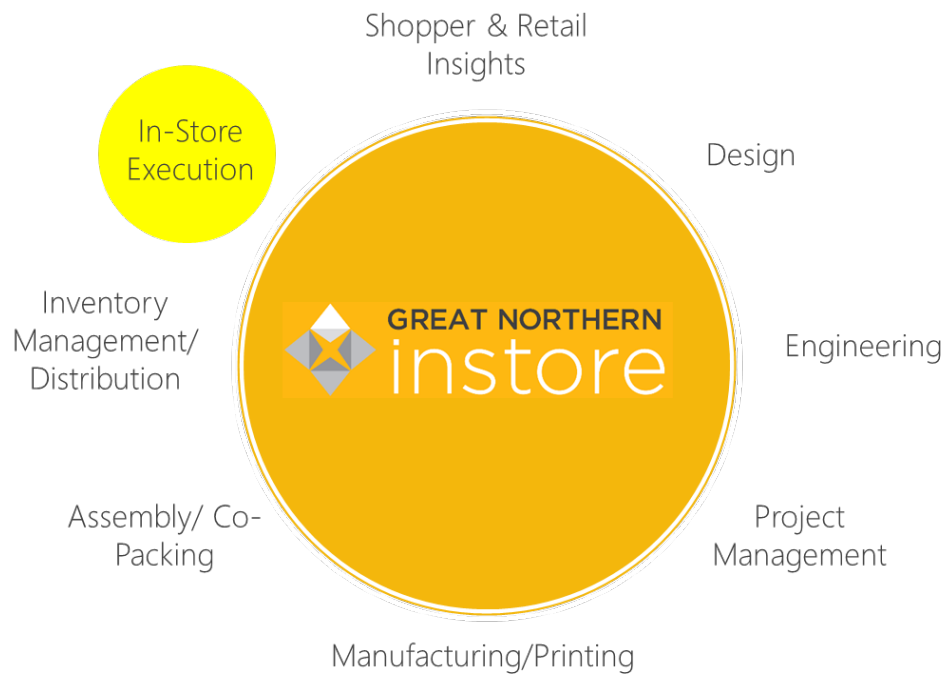 Shopper & Retail
Insights
In-Store
Execution
Design
Inventory
Management/
Distribution
GREAT NORTHERN
instore
Engineering
Assembly/ Co-
Packing
Project
Management
Manufacturing/Printing